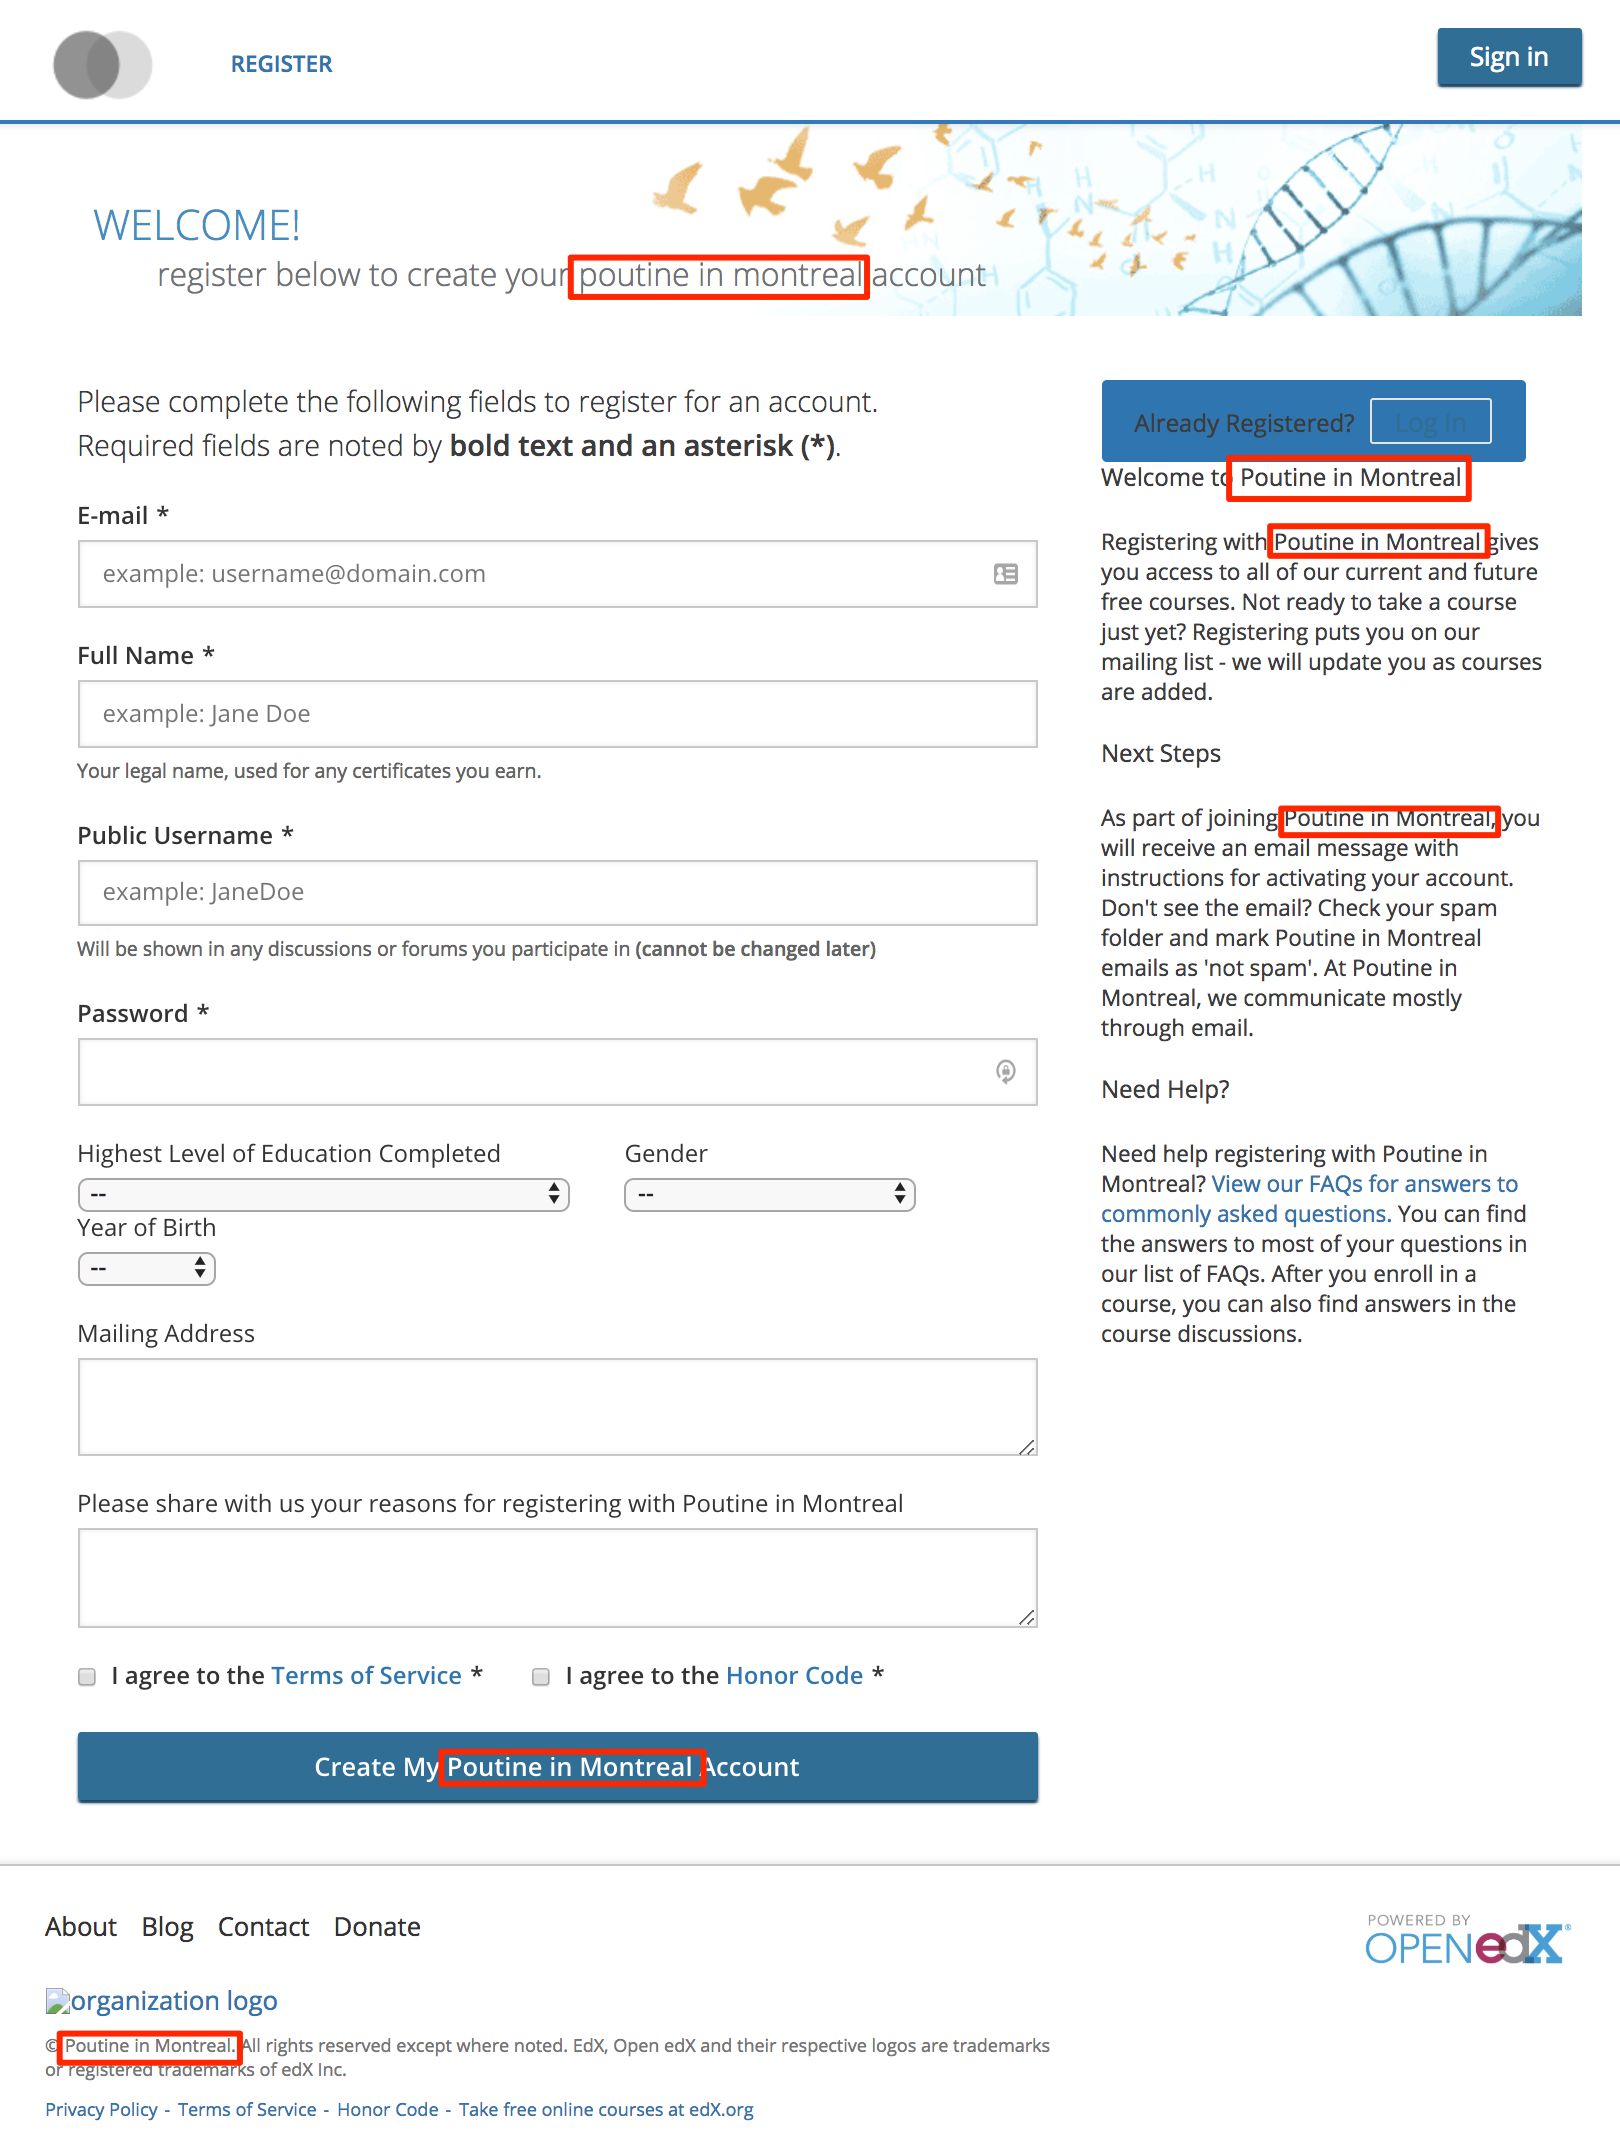 REGISTER
Sign in
WELCOME!
register below to create your poutine in montreal account
Please complete the following fields to register for an account.
Required fields are noted by bold text and an asterisk (*).
E-mail *
example: username@domain.com
Full Name *
example: Jane Doe
Your legal name, used for any certificates you earn.
Public Username *
example: JaneDoe
Will be shown in any discussions or forums you participate in (cannot be changed later)
Password *
Highest Level of Education Completed
Gender
--
--
Year of Birth
--
Mailing Address
Please share with us your reasons for registering with Poutine in Montreal
I agree to the Terms of Service *
I agree to the Honor Code *
Create My Poutine in Montreal Account
Already Registered? Log In
Welcome to Poutine in Montreal
Registering with Poutine in Montreal gives
you access to all of our current and future
free courses. Not ready to take a course
just yet? Registering puts you on our
mailing list - we will update you as courses
are added.
Next Steps
As part of joining Poutine in Montreal, you
will receive an email message with
instructions for activating your account.
Don't see the email? Check your spam
folder and mark Poutine in Montreal
emails as 'not spam'. At Poutine in
Montreal, we communicate mostly
through email.
Need Help?
Need help registering with Poutine in
Montreal? View our FAQs for answers to
commonly asked questions. You can find
the answers to most of your questions in
our list of FAQs. After you enroll in a
course, you can also find answers in the
course discussions.
About Blog Contact Donate
POWERED BY
OPEN edX®
organization logo
© Poutine in Montreal. All rights reserved except where noted. EdX, Open edX and their respective logos are trademarks
or registered trademarks of edX Inc.
Privacy Policy - Terms of Service - Honor Code - Take free online courses at edX.org